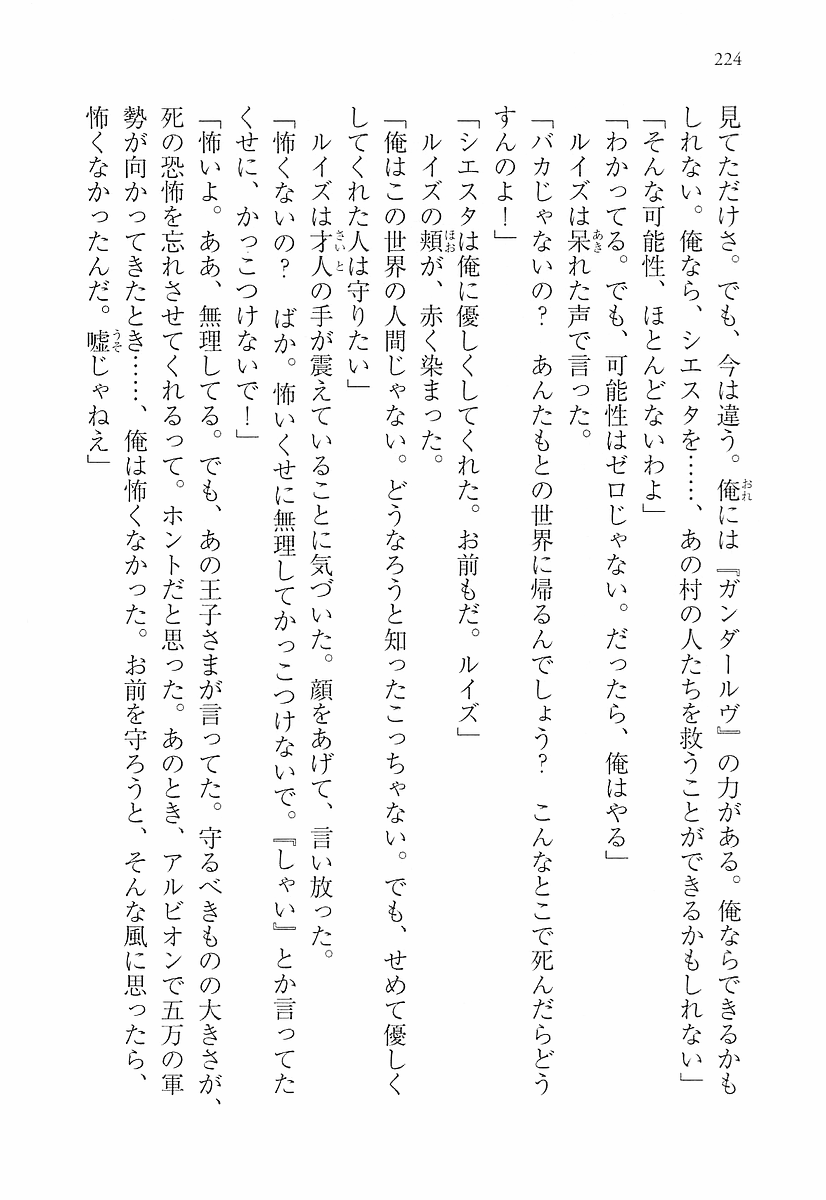 224
見てただけさ。でも、今は違う。俺には『ガンダールヴ』の力がある。俺ならできるかも
しれない。俺なら、シエスタを……、あの村の人たちを救うことができるかもしれない」
「そんな可能性、ほとんどないわよ」
「わかってる。でも、可能性はゼロじゃない。だったら、俺はやる」
　ルイズは呆れた声で言った。
「バカじゃないの？　あんたもとの世界に帰るんでしょう？　こんなとこで死んだらどう
すんのよ！」
「シエスタは俺に優しくしてくれた。お前もだ。ルイズ」
　ルイズの頬が、赤く染まった。
「俺はこの世界の人間じゃない。どうなろうと知ったこっちゃない。でも、せめて優しく
してくれた人は守りたい」
　ルイズは才人の手が震えていることに気づいた。顔をあげて、言い放った。
「怖くないの？　ばか。怖いくせに無理してかっこつけないで。『しゃい』とか言ってた
くせに、かっこつけないで！」
「怖いよ。ああ、無理してる。でも、あの王子さまが言ってた。守るべきものの大きさが、
死の恐怖を忘れさせてくれるって。ホントだと思った。あのとき、アルビオンで五万の軍
勢が向かってきたとき……、俺は怖くなかった。お前を守ろうと、そんな風に思ったら、
怖くなかったんだ。嘘じゃねえ」